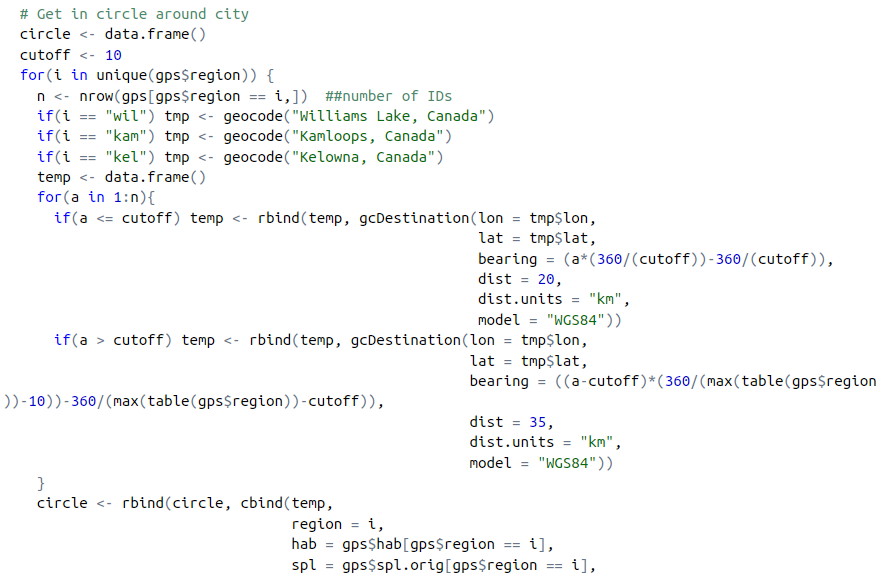 # Get in circle around city
circle <- data.frame()
cutoff <- 10
for(i in unique(gps$region)) {
  n <- nrow(gps[gps$region == i,])  ##number of IDs
  if(i == "wil") tmp <- geocode("Williams Lake, Canada")
  if(i == "kam") tmp <- geocode("Kamloops, Canada")
  if(i == "kel") tmp <- geocode("Kelowna, Canada")
  temp <- data.frame()
  for(a in 1:n){
    if(a <= cutoff) temp <- rbind(temp, gcDestination(lon = tmp$lon,
                                                      lat = tmp$lat,
                                                      bearing = (a*(360/(cutoff))-360/(cutoff)),
                                                      dist = 20,
                                                      dist.units = "km",
                                                      model = "WGS84"))
    if(a > cutoff) temp <- rbind(temp, gcDestination(lon = tmp$lon,
                                                     lat = tmp$lat,
                                                     bearing = ((a-cutoff)*(360/(max(table(gps$region
))-10))-360/(max(table(gps$region))-cutoff)),
                                                     dist = 35,
                                                     dist.units = "km",
                                                     model = "WGS84"))
  }
  circle <- rbind(circle, cbind(temp,
                                region = i,
                                hab = gps$hab[gps$region == i],
                                spl = gps$spl.orig[gps$region == i],